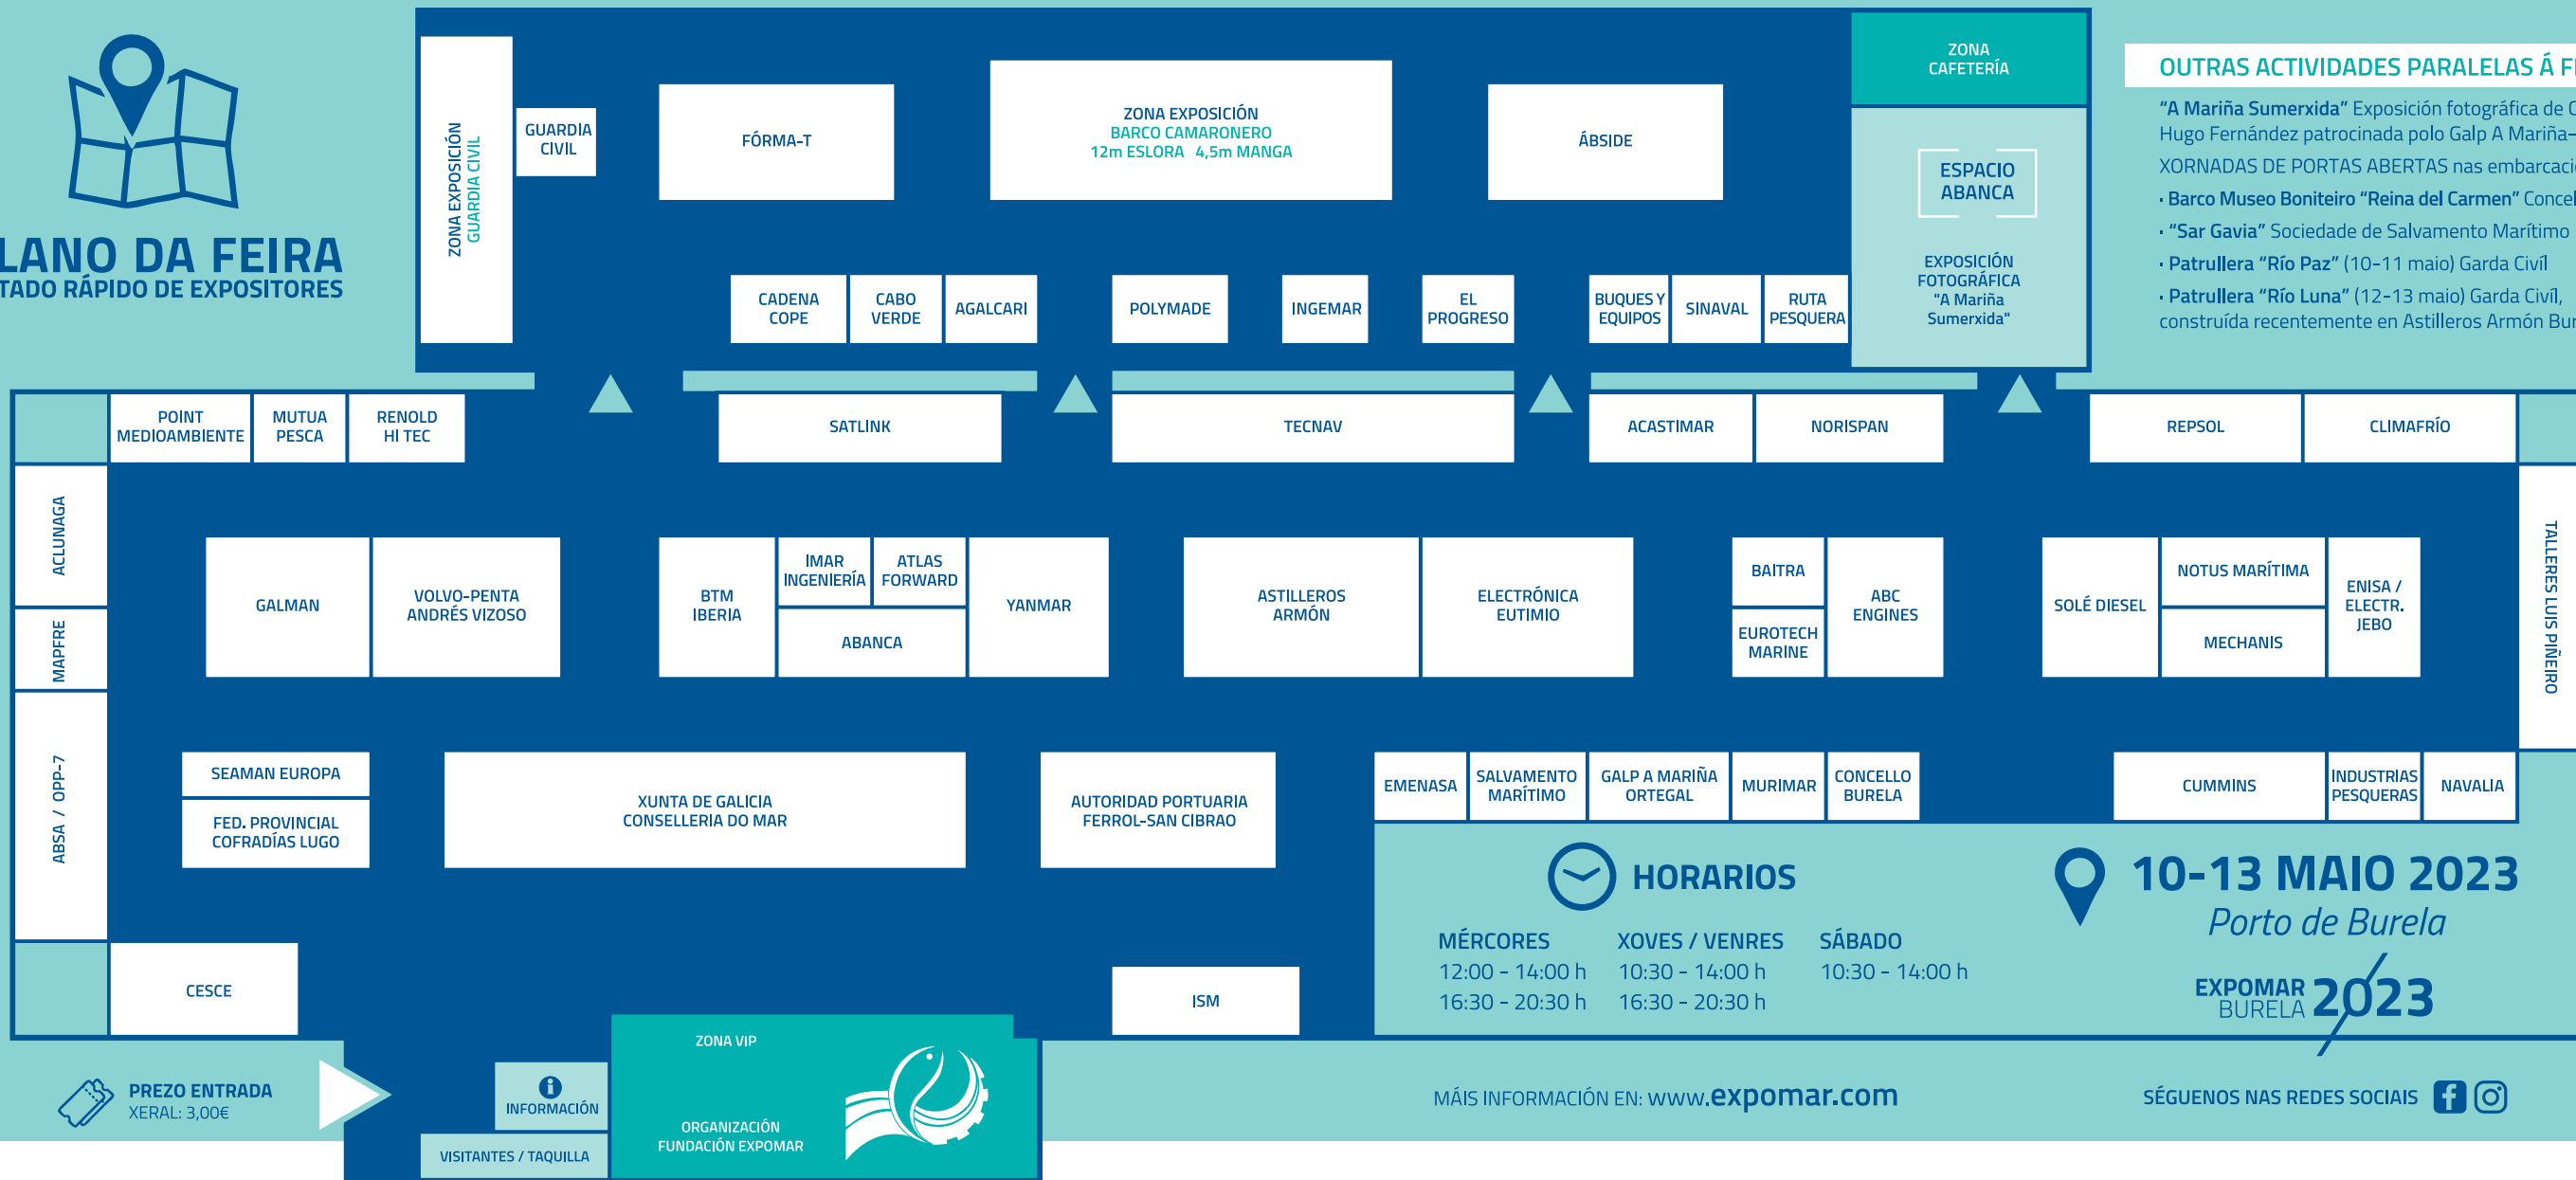 LANO DA FEIRA
TADO RÁPIDO DE EXPOSITORES
ZONA EXPOSICIÓN
GUARDIA CIVIL
GUARDIA
CIVIL
FÓRMA-T
ZONA EXPOSICIÓN
BARCO CAMARONERO
12m ESLORA 4,5m MANGA
ÁBSIDE
ZONA
CAFETERÍA
ESPACIO
ABANCA
EXPOSICIÓN
FOTOGRÁFICA
"A Mariña
Sumerxida"
OUTRAS ACTIVIDADES PARALELAS Á
“A Mariña Sumerxida” Exposición fotográfica de
Hugo Fernández patrocinada polo Galp A Mariña-
XORNADAS DE PORTAS ABERTAS nas
· Barco Museo Boniteiro “Reina del Carmen”
· “Sar Gavia” Sociedade de Salvamento Marítimo
· Patrullera “Río Paz” (10-11 maio) Garda Civil
· Patrullera “Río Luna” (12-13 maio) Garda Civil,
construída recentemente en Astilleros Armón
CADENA
COPE
CABO
VERDE
AGALCARI
POLYMADE
INGEMAR
EL
PROGRESO
BUQUES Y
EQUIPOS
SINAVAL
RUTA
PESQUERA
POINT
MEDIOAMBIENTE
MUTUA
PESCA
RENOLD
HI TEC
SATLINK
TECNAV
ACASTIMAR
NORISPAN
REPSOL
CLIMAFRÍO
ACLUNAGA
MAPFRE
ABSA / OPP-7
GALMAN
VOLVO-PENTA
ANDRÉS VIZOSO
BTM
IBERIA
IMAR
INGENIERÍA
ATLAS
FORWARD
ABANCA
YANMAR
ASTILLEROS
ARMÓN
ELECTRÓNICA
EUTIMIO
BAITRA
EUROTECH
MARINE
ABC
ENGINES
SOLÉ DIESEL
NOTUS MARÍTIMA
MECHANIS
ENISA /
ELECTR.
JEBO
TALLERES LUIS PIÑEIRO
SEAMAN EUROPA
FED. PROVINCIAL
COFRADÍAS LUGO
XUNTA DE GALICIA
CONSELLERIA DO MAR
AUTORIDAD PORTUARIA
FERROL-SAN CIBRAO
EMENASA
SALVAMENTO
MARÍTIMO
GALP A MARIÑA
ORTEGAL
MURIMAR
CONCELLO
BURELA
CUMMINS
INDUSTRIAS
PESQUERAS
NAVALIA
CESCE
ISM
HORARIOS
MÉRCORES
12:00 - 14:00 h
16:30 - 20:30 h
XOVES / VENRES
10:30 - 14:00 h
16:30 - 20:30 h
SÁBADO
10:30 - 14:00 h
10-13 MAIO 2023
Porto de Burela
EXPOMAR
BURELA 2023
PREZO ENTRADA
XERAL: 3,00€
INFORMACIÓN
VISITANTES / TAQUILLA
ZONA VIP
ORGANIZACIÓN
FUNDACIÓN EXPOMAR
MÁIS INFORMACIÓN EN: www.expomar.com
SÉGUENOS NAS REDES SOCIAIS